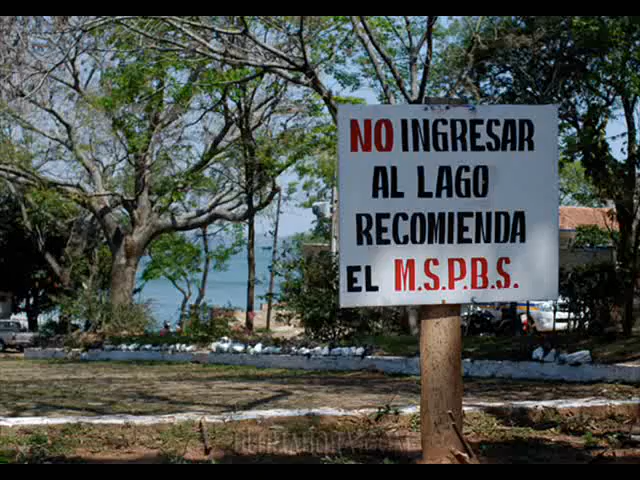 NO INGRESAR
AL LAGO
RECOMIENDA
EL M.S.P.B.S.